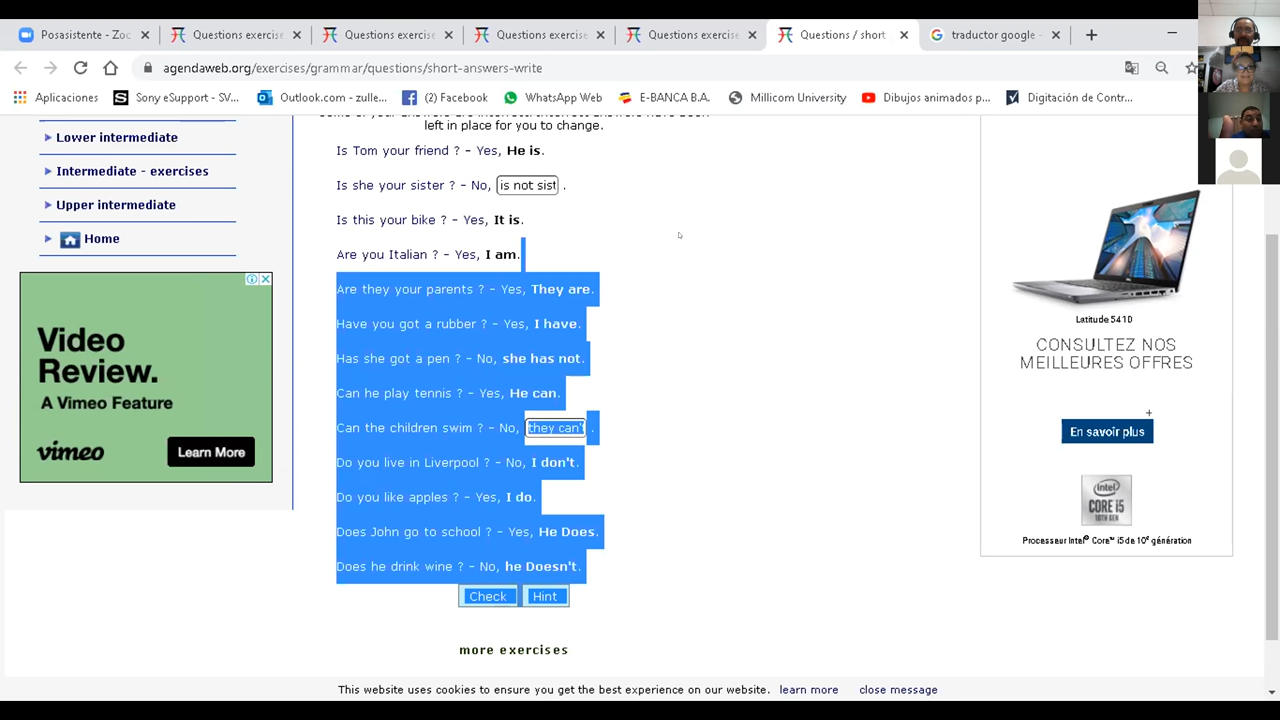 Posasistente - Zoc
Questions exercise
Questions exercise
Questions exercise
Questions exercise
Questions / short
traductor google -
agendaweb.org/exercises/grammar/questions/short-answers-write
Aplicaciones
Sony eSupport - SV...
Outlook.com - zulle...
(2) Facebook
WhatsApp Web
E-BANCA B.A.
Millicom University
Dibujos animados p...
Digitación de Contr...
left in place for you to change.
Lower intermediate
Intermediate - exercises
Upper intermediate
Home
Is Tom your friend ? - Yes, He is.
Is she your sister ? - No, is not sist .
Is this your bike ? - Yes, It is.
Are you Italian ? - Yes, I am.
Are they your parents ? - Yes, They are.
Have you got a rubber ? - Yes, I have.
Has she got a pen ? - No, she has not.
Can he play tennis ? - Yes, He can.
Can the children swim ? - No, they can't .
Do you live in Liverpool ? - No, I don't.
Do you like apples ? - Yes, I do.
Does John go to school ? - Yes, He Does.
Does he drink wine ? - No, he Doesn't.
Check Hint
more exercises
Video
Review.
A Vimeo Feature
vimeo
Learn More
Latitude 5410
CONSULTEZ NOS
MEILLEURES OFFRES
En savoir plus
intel
CORE i5
10TH GEN
Processeur Intel® Core™ i5 de 10e génération
This website uses cookies to ensure you get the best experience on our website. learn more close message